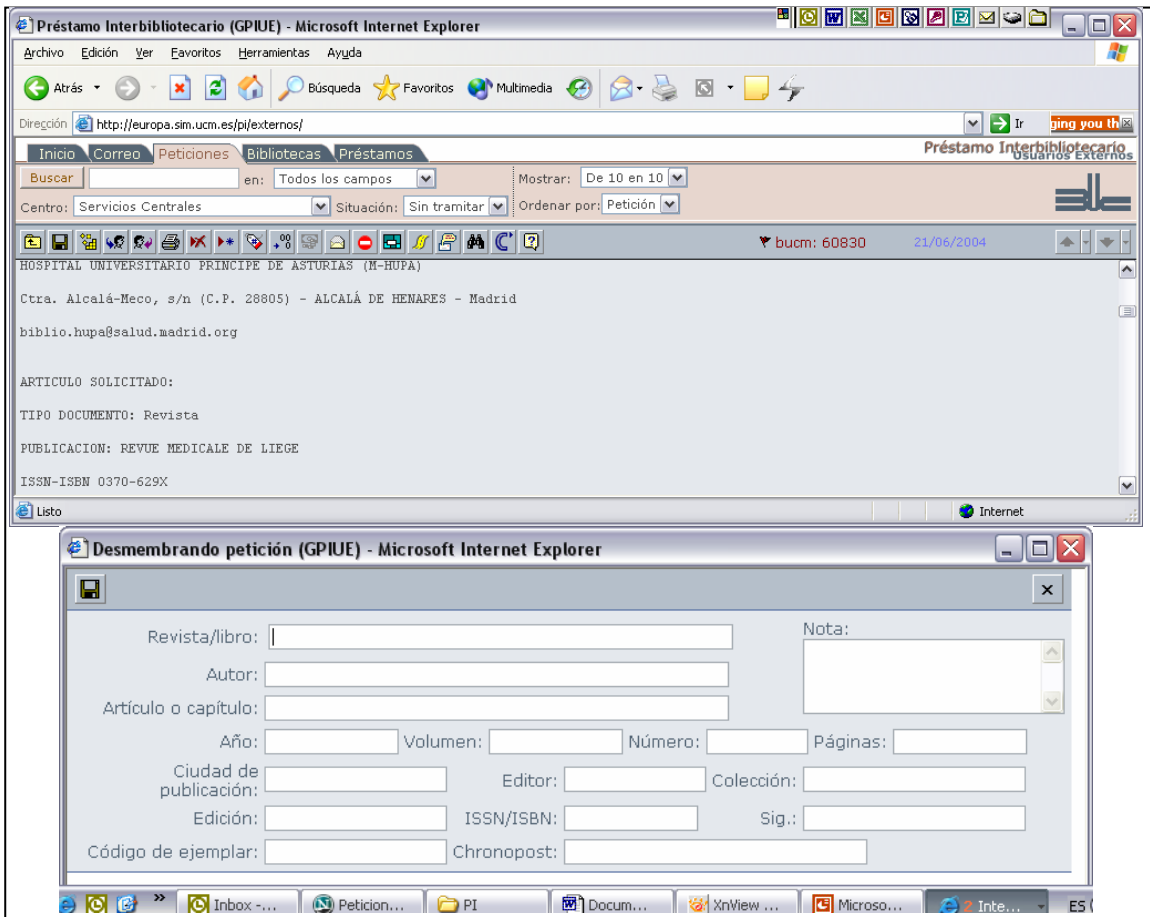 Préstamo Interbibliotecario (GPIUE) - Microsoft Internet Explorer
Archivo Edición Ver Favoritos Herramientas Ayuda
Atrás Búsqueda Favoritos Multimedia
Dirección http://europa.sim.ucm.es/pi/externos/ Ir ging you th
Inicio Correo Peticiones Bibliotecas Préstamos Préstamo Interbibliotecario
Usuarios Externos
Buscar en: Todos los campos Mostrar: De 10 en 10
Centro: Servicios Centrales Situación: Sin tramitar Ordenar por: Petición
bucm: 60830 21/06/2004
HOSPITAL UNIVERSITARIO PRINCIPE DE ASTURIAS (M-HUPA)
Ctra. Alcalá-Meco, s/n (C.P. 28805) - ALCALÁ DE HENARES - Madrid
biblio.hupa@salud.madrid.org
ARTICULO SOLICITADO:
TIPO DOCUMENTO: Revista
PUBLICACION: REVUE MEDICALE DE LIEGE
ISSN-ISBN 0370-629X
Listo Internet
Desmembrando petición (GPIUE) - Microsoft Internet Explorer
Revista/libro: Nota:
Autor:
Artículo o capítulo:
Año: Volumen: Número: Páginas:
Ciudad de publicación: Editor: Colección:
Edición: ISSN/ISBN: Sig.:
Código de ejemplar: Chronopost:
Inbox -... Peticion... PI Docum... XnView ... Microso... 2 Inte... ES